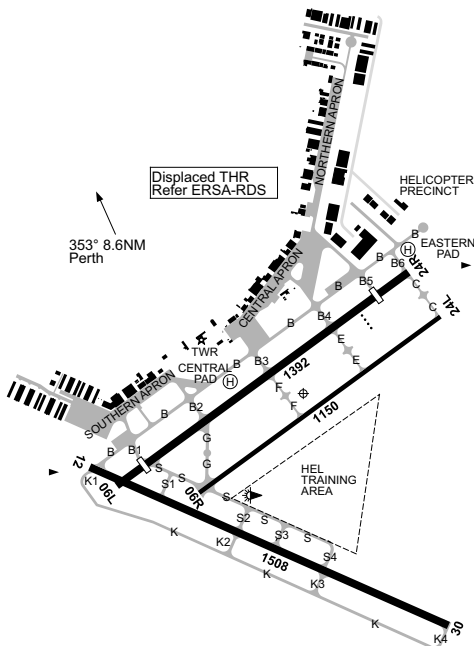 NORTHERN APRON
Displaced THR
Refer ERSA-RDS
HELICOPTER
PRECINCT
353° 8.6NM
Perth
B
H
EASTERN
PAD
B
B6
24R
B
B5
C
24L
C
CENTRAL APRON
B
B4
E
E
TWR
CENTRAL
PAD
H
B
B3
1392
F
F
1150
SOUTHERN APRON
B
B2
G
G
12
B
B1
S
K1
06L
S1
06R
S
HEL
TRAINING
AREA
S2
S
S3
S
S4
K
K2
1508
K
K3
K
30
K4